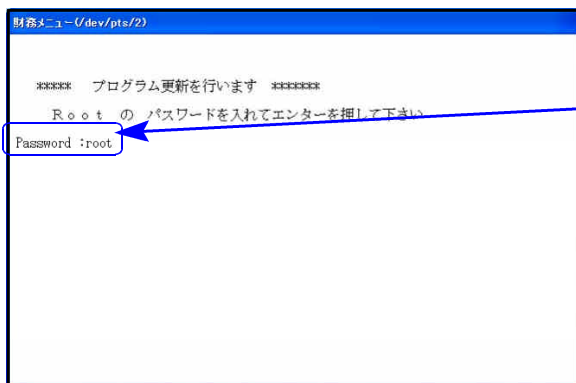 財務メニュー(/dev/pts/2)
***** プログラム更新を行います *******
Root の パスワードを入れてエンターを押して下さい
Password :root